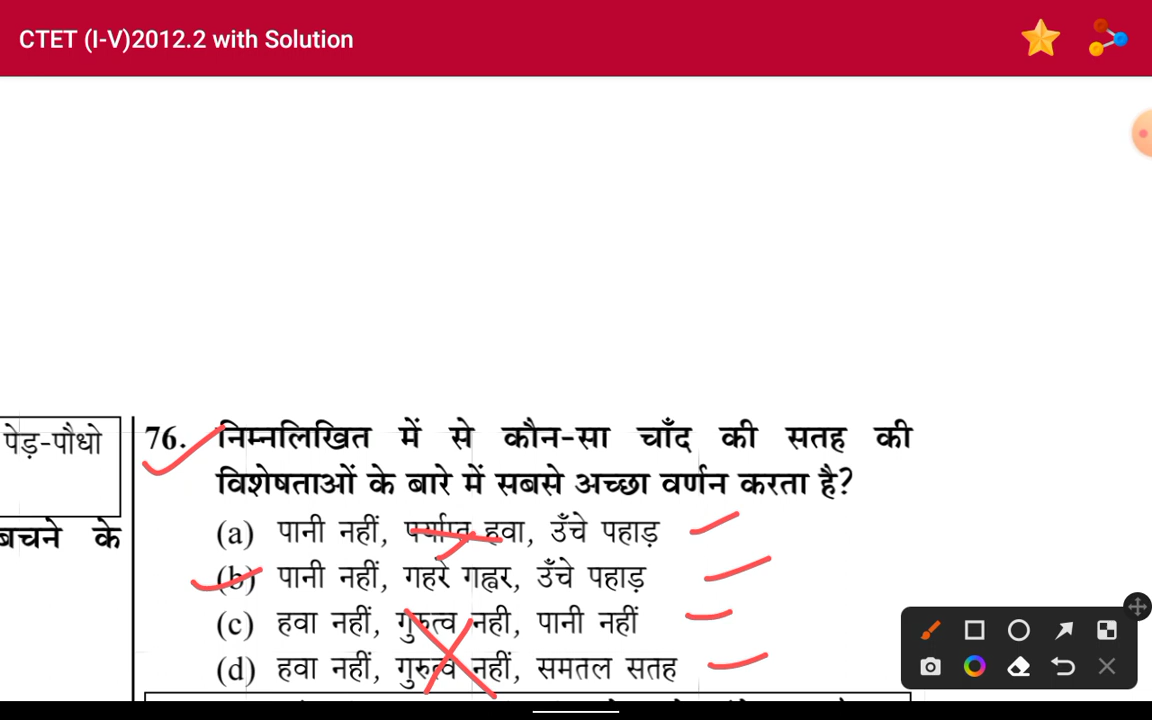 CTET (I-V)2012.2 with Solution
पेड़-पौधो
बचने के
76. निम्नलिखित में से कौन-सा चाँद की सतह की
विशेषताओं के बारे में सबसे अच्छा वर्णन करता है?
(a) पानी नहीं, पर्याप्त हवा, उँचे पहाड़
(b) पानी नहीं, गहरे गह्वर, उँचे पहाड़
(c) हवा नहीं, गुरुत्व नही, पानी नहीं
(d) हवा नहीं, गुरुत्व नहीं, समतल सतह